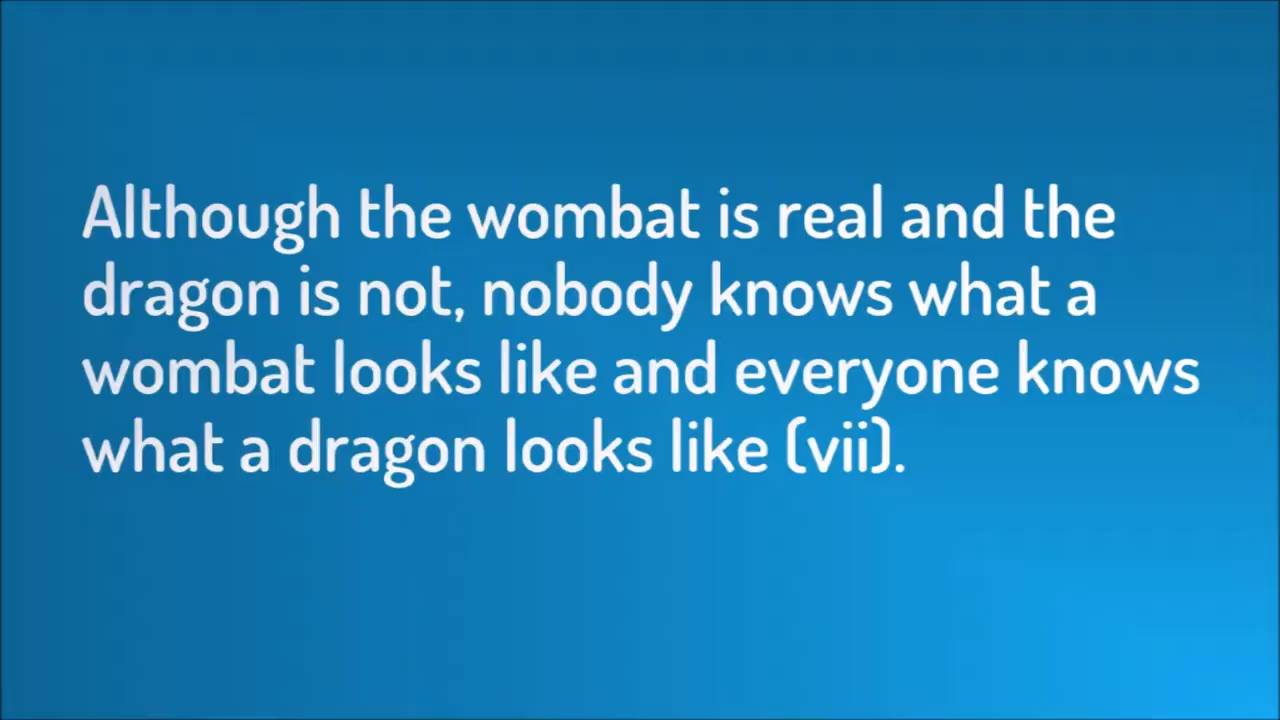 Although the wombat is real and the
dragon is not, nobody knows what a
wombat looks like and everyone knows
what a dragon looks like (vii).